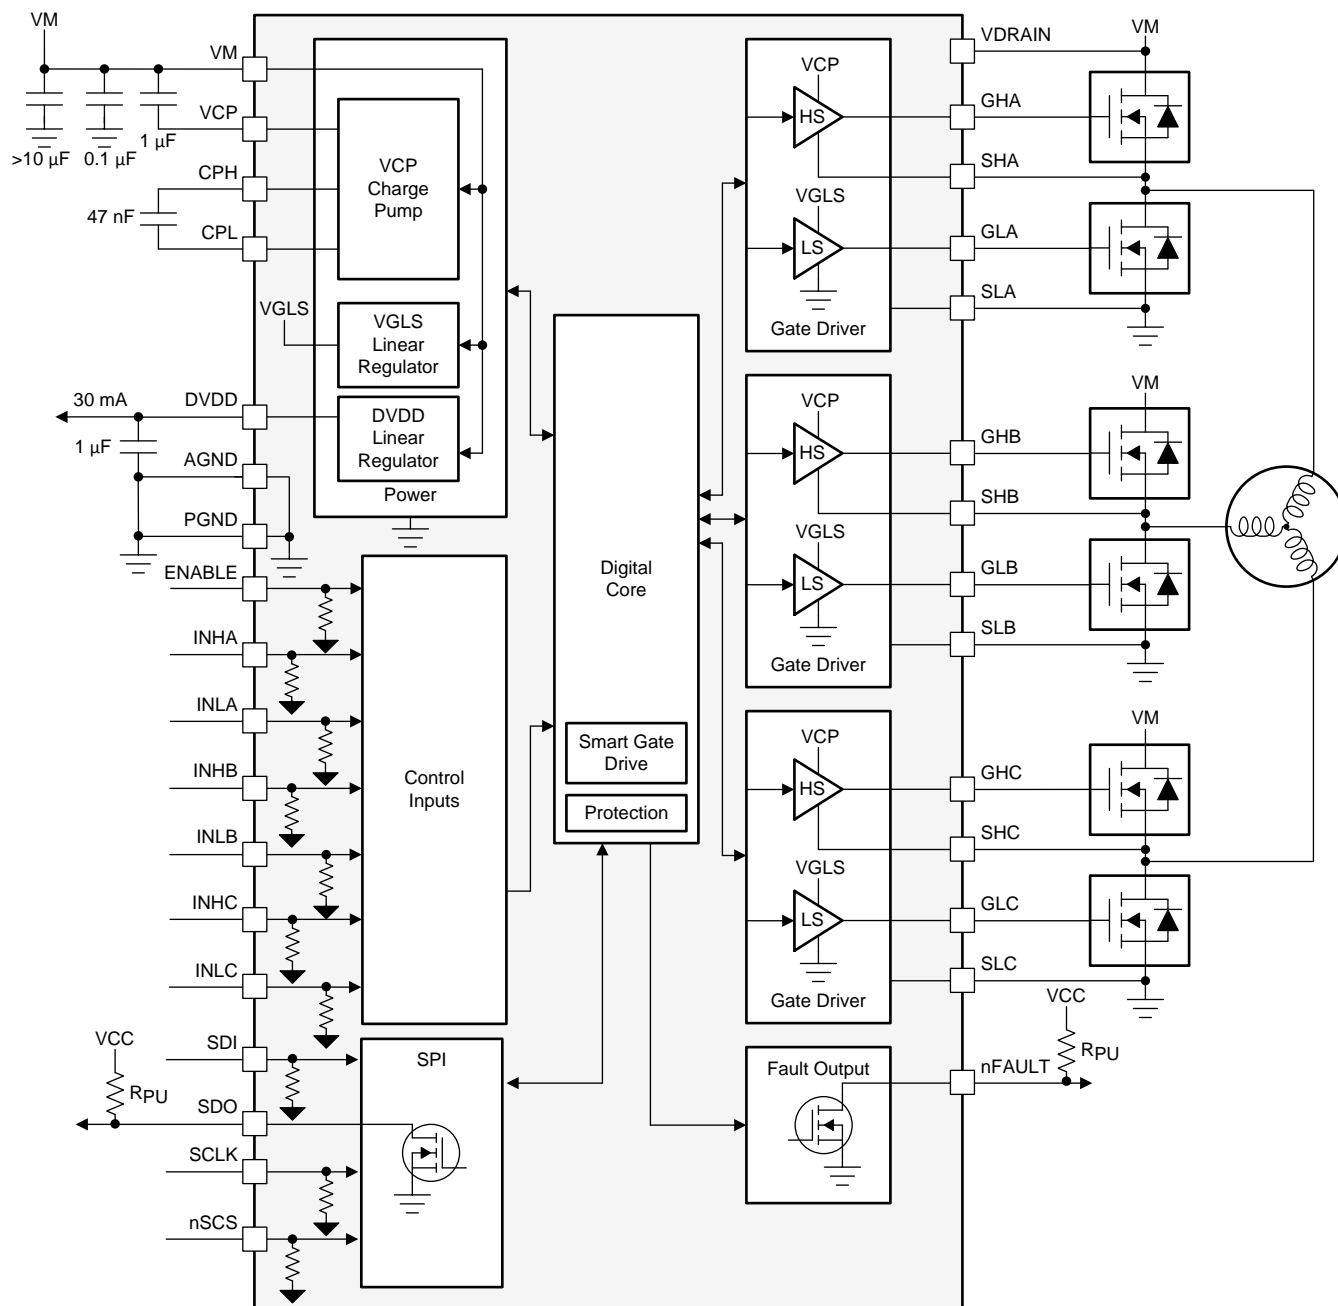 VM
VM
VCP
>10 µF
0.1 µF
1 µF
CPH
47 nF
CPL
VCP
Charge
Pump
VGLS
VGLS
Linear
Regulator
30 mA
DVDD
1 µF
DVDD
Linear
Regulator
AGND
Power
PGND
ENABLE
INHA
INLA
INHB
INLB
INHC
INLC
Control
Inputs
VCC
SDI
RPU
SDO
SCLK
nSCS
SPI
Digital
Core
Smart Gate
Drive
Protection
VCP
HS
VGLS
LS
Gate Driver
VCP
HS
VGLS
LS
Gate Driver
VCP
HS
VGLS
LS
Gate Driver
Fault Output
VDRAIN
VM
GHA
SHA
GLA
SLA
VM
GHB
SHB
GLB
SLB
VM
GHC
SHC
GLC
SLC
VCC
RPU
nFAULT